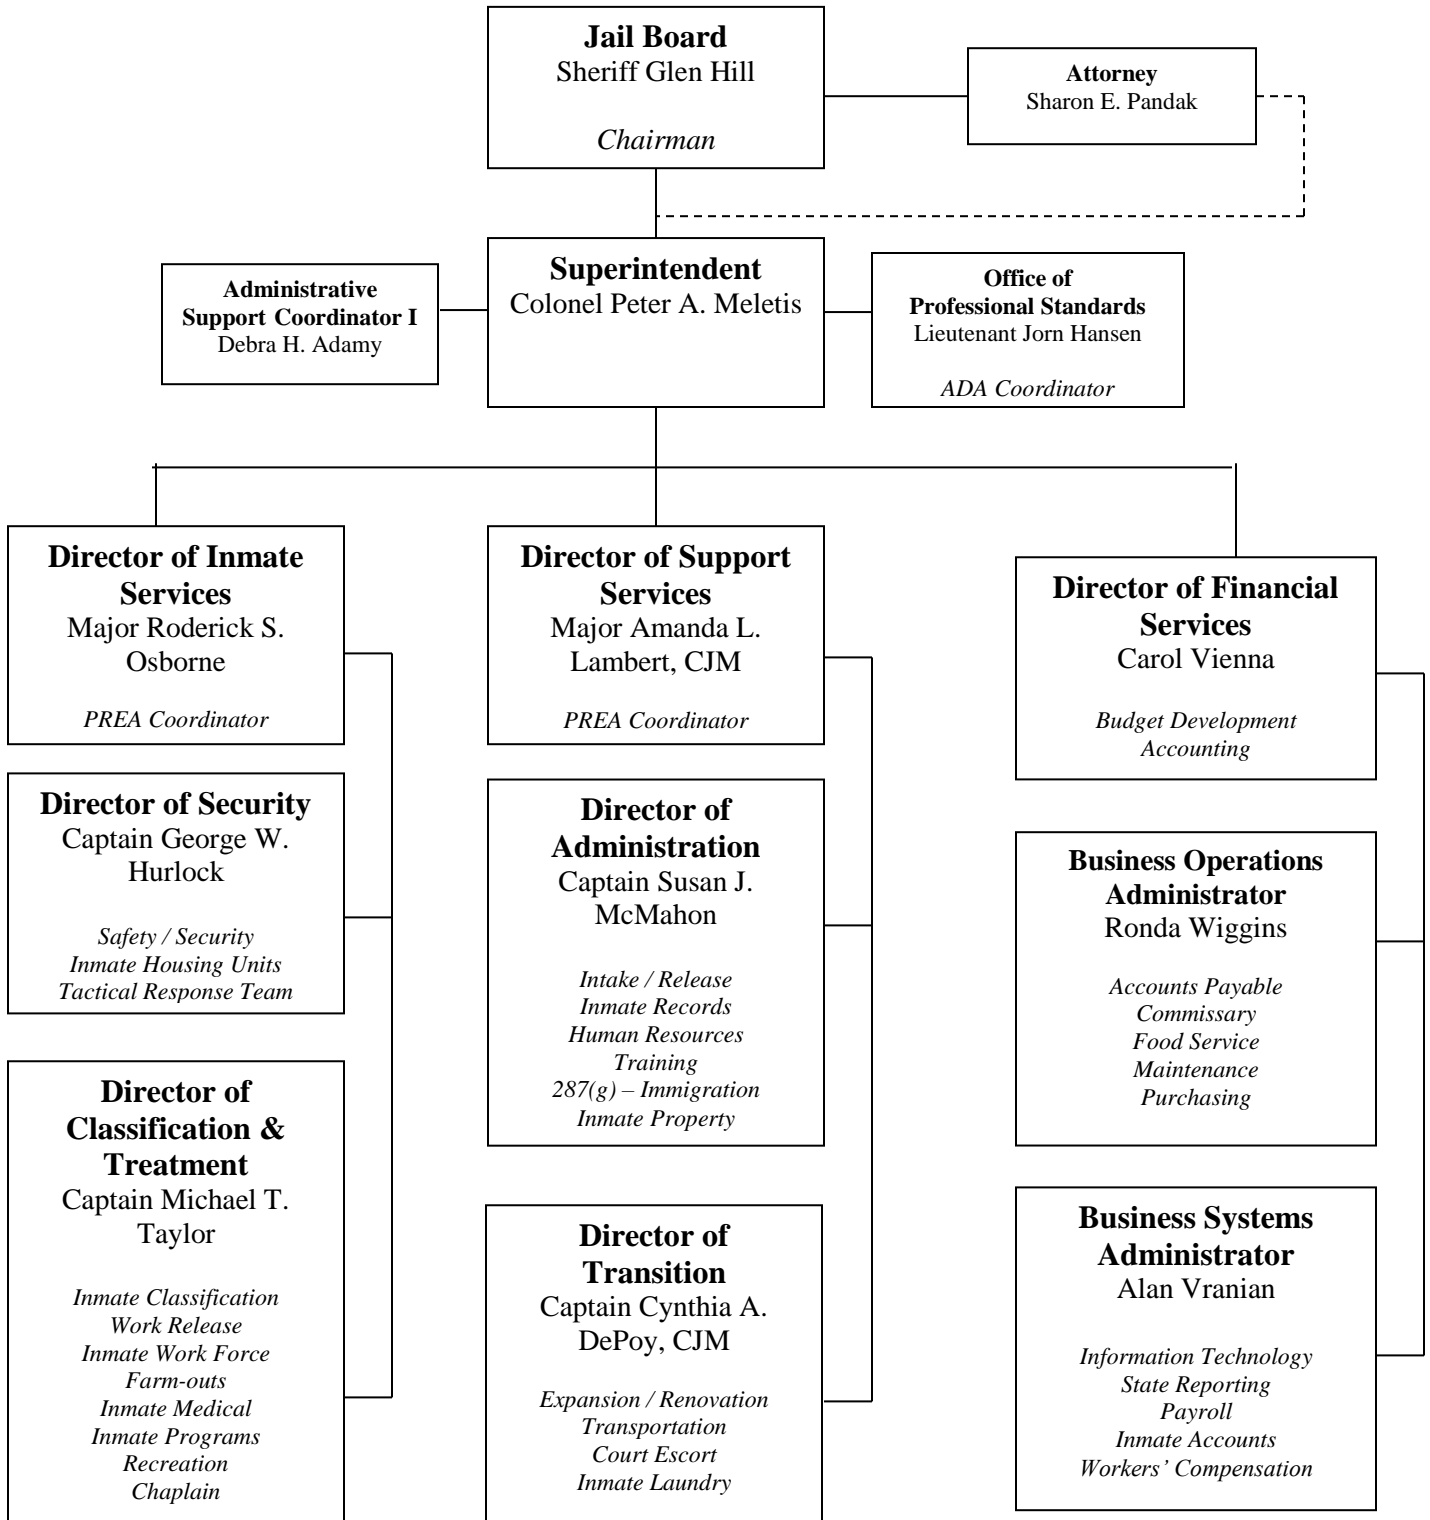 Jail Board
Sheriff Glen Hill
Chairman
Attorney
Sharon E. Pandak
Administrative
Support Coordinator I
Debra H. Adamy
Superintendent
Colonel Peter A. Meletis
Office of
Professional Standards
Lieutenant Jorn Hansen
ADA Coordinator
Director of Inmate
Services
Major Roderick S.
Osborne
PREA Coordinator
Director of Security
Captain George W.
Hurlock
Safety / Security
Inmate Housing Units
Tactical Response Team
Director of
Classification &
Treatment
Captain Michael T.
Taylor
Inmate Classification
Work Release
Inmate Work Force
Farm-outs
Inmate Medical
Inmate Programs
Recreation
Chaplain
Director of Support
Services
Major Amanda L.
Lambert, CJM
PREA Coordinator
Director of
Administration
Captain Susan J.
McMahon
Intake / Release
Inmate Records
Human Resources
Training
287(g) – Immigration
Inmate Property
Director of
Transition
Captain Cynthia A.
DePoy, CJM
Expansion / Renovation
Transportation
Court Escort
Inmate Laundry
Director of Financial
Services
Carol Vienna
Budget Development
Accounting
Business Operations
Administrator
Ronda Wiggins
Accounts Payable
Commissary
Food Service
Maintenance
Purchasing
Business Systems
Administrator
Alan Vranian
Information Technology
State Reporting
Payroll
Inmate Accounts
Workers’ Compensation